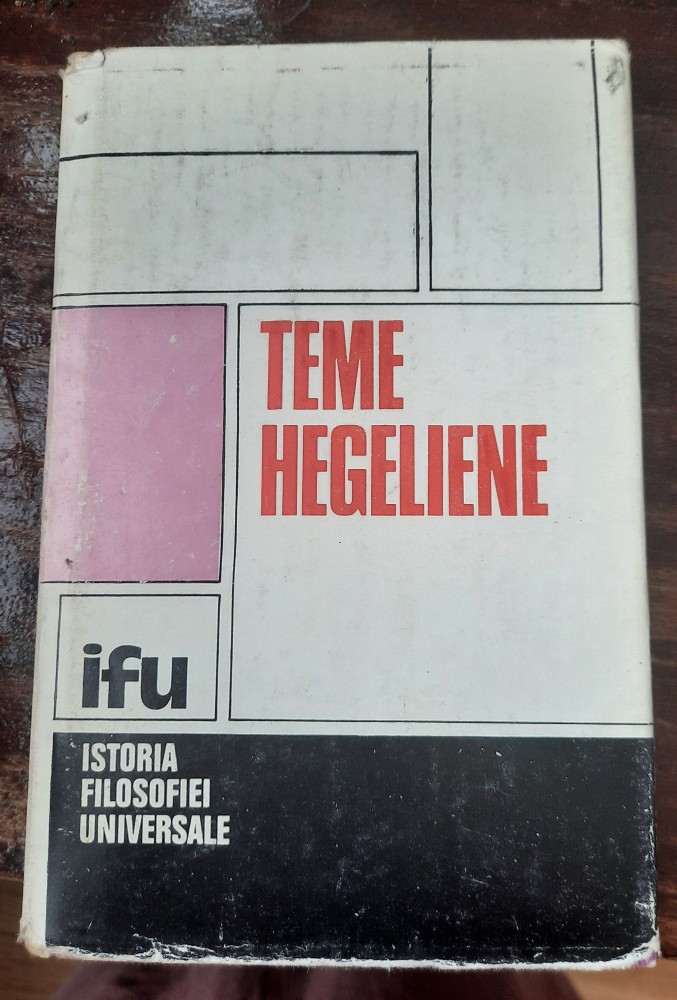 TEME
HEGELIENE
ifu
ISTORIA
FILOSOFIEI
UNIVERSALE